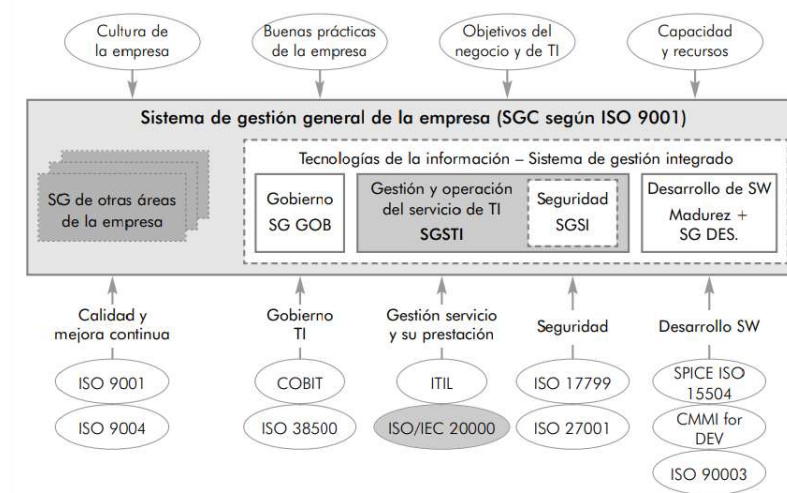 Cultura de
la empresa
Buenas prácticas
de la empresa
Objetivos del
negocio y de TI
Capacidad
y recursos
Sistema de gestión general de la empresa (SGC según ISO 9001)
SG de otras áreas
de la empresa
Tecnologías de la información – Sistema de gestión integrado
Gobierno
SG GOB
Gestión y operación
del servicio de TI
SGSTI
Seguridad
SGSI
Desarrollo de SW
Madurez +
SG DES.
Calidad y
mejora continua
Gobierno
TI
Gestión servicio
y su prestación
Seguridad
Desarrollo SW
ISO 9001
ISO 9004
COBIT
ISO 38500
ITIL
ISO/IEC 20000
ISO 17799
ISO 27001
SPICE ISO
15504
CMMI for
DEV
ISO 90003